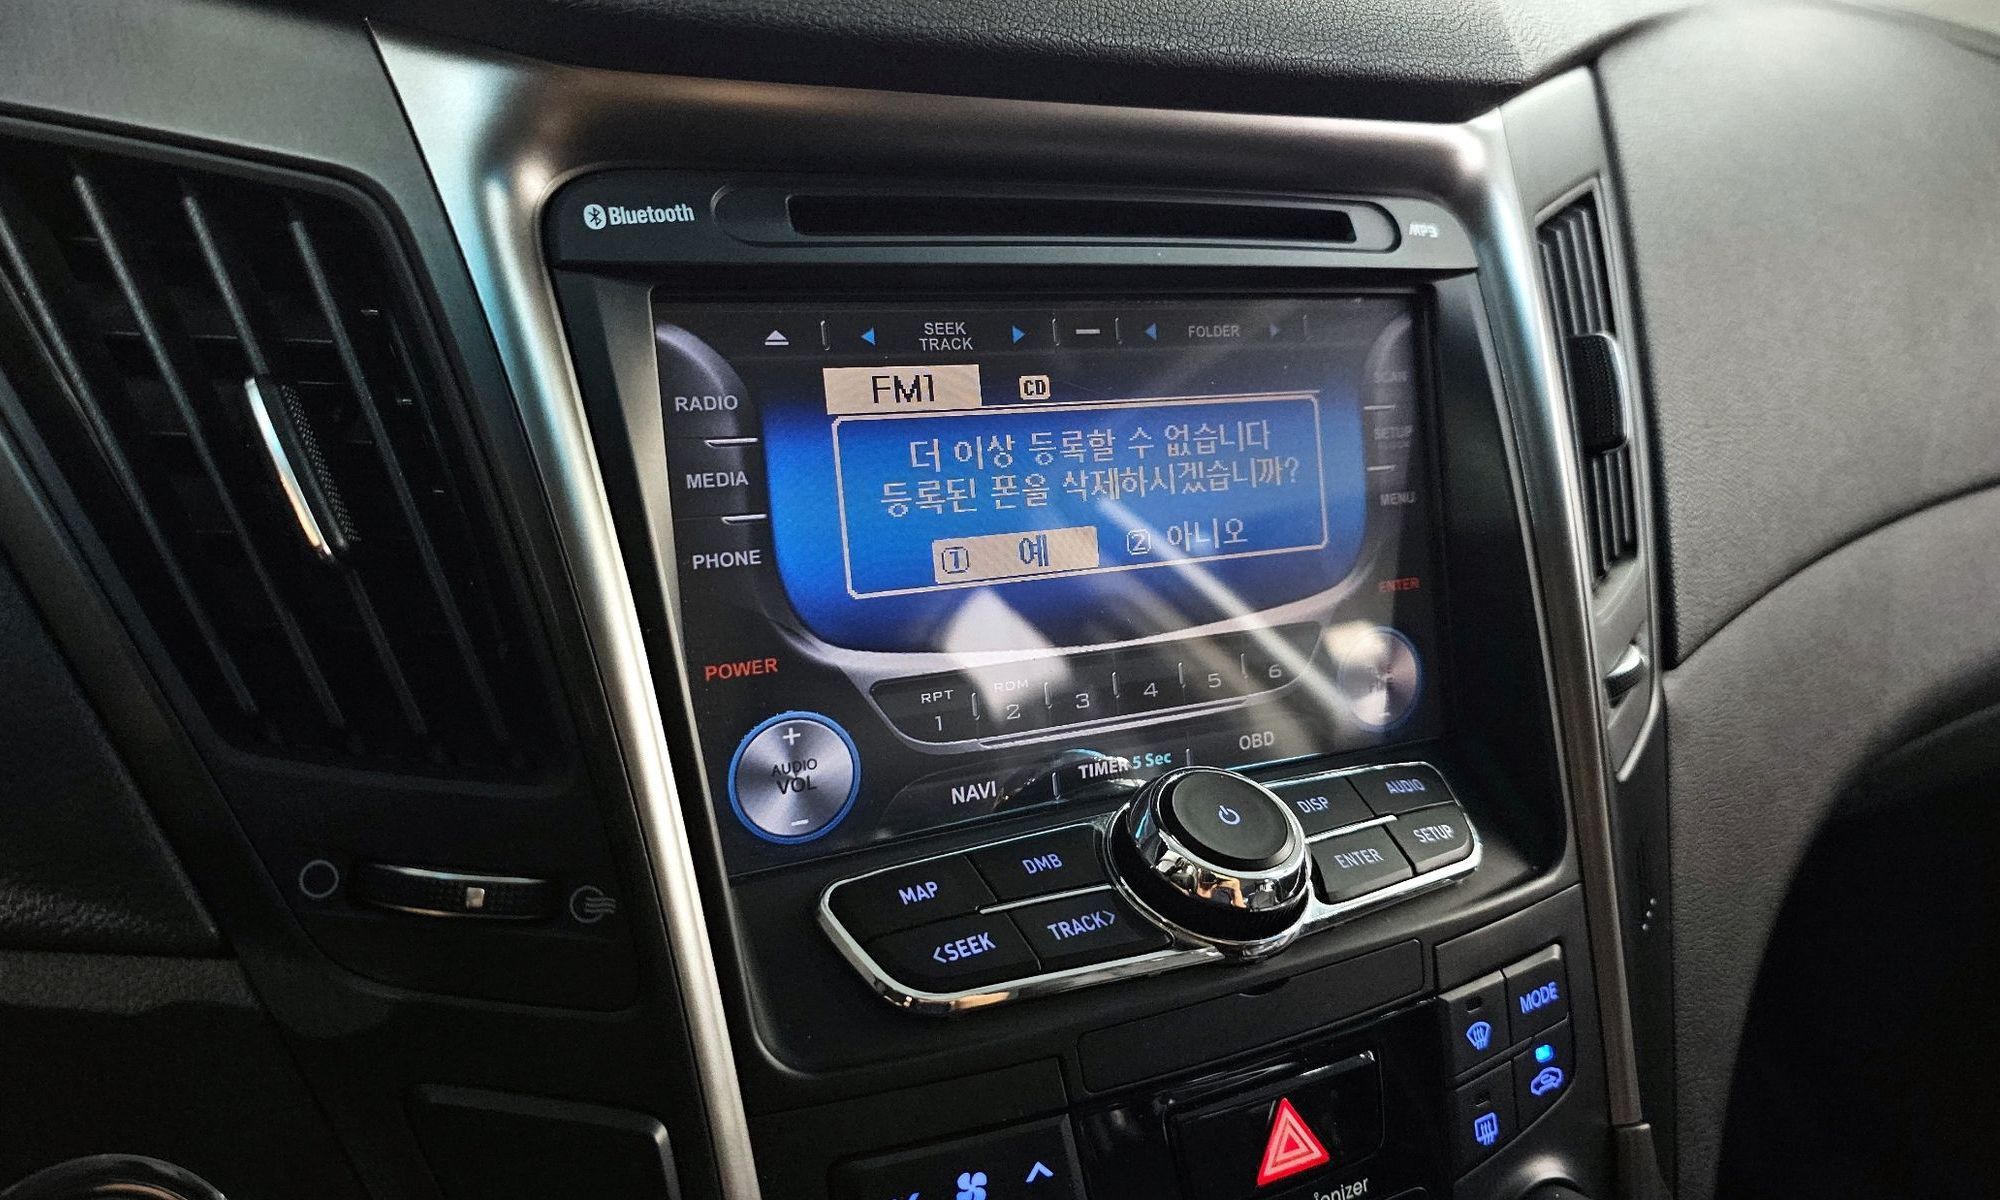 Bluetooth
MP3
SEEK
TRACK
FOLDER
RADIO
FM1
CD
SCAN
더 이상 등록할 수 없습니다
SETUP
MEDIA
등록된 폰을 삭제하시겠습니까?
MENU
PHONE
1 예
2 아니오
ENTER
POWER
RPT
1
RDM
2
3
4
5
6
+
AUDIO
VOL
−
NAVI
TIMER 5 Sec
OBD
MAP
DMB
<SEEK
TRACK>
DISP
AUDIO
ENTER
SETUP
MODE